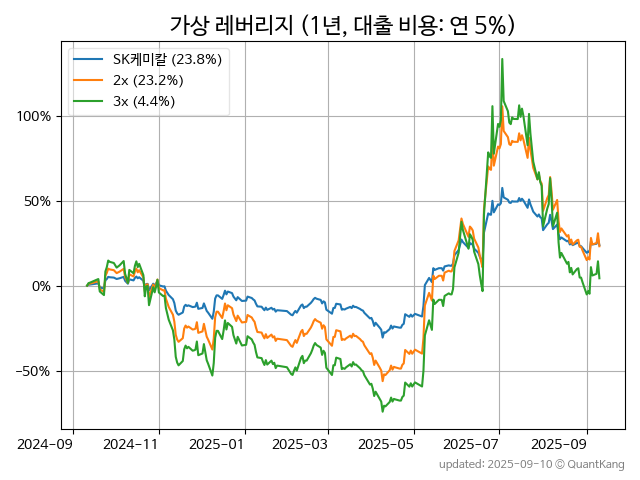 가상 레버리지 (1년, 대출 비용: 연 5%)
SK케미칼 (23.8%)
2x (23.2%)
3x (4.4%)
100%
50%
0%
−50%
2024-09
2024-11
2025-01
2025-03
2025-05
2025-07
2025-09
updated: 2025-09-10 © QuantKang